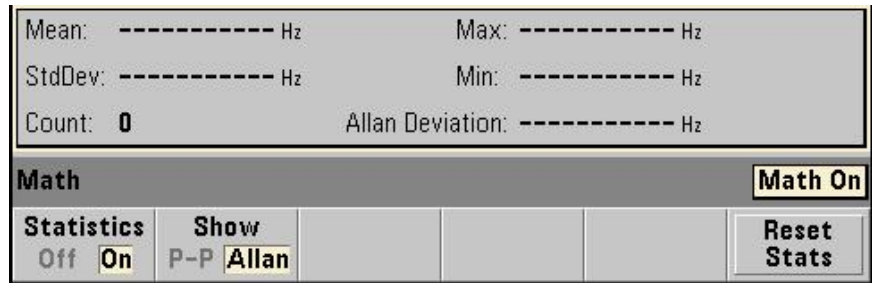 Mean: ----------- Hz Max: ----------- Hz
StdDev: ----------- Hz Min: ----------- Hz
Count: 0 Allan Deviation: ----------- Hz
Math Math On
Statistics Show Reset
Off On P-P Allan Stats